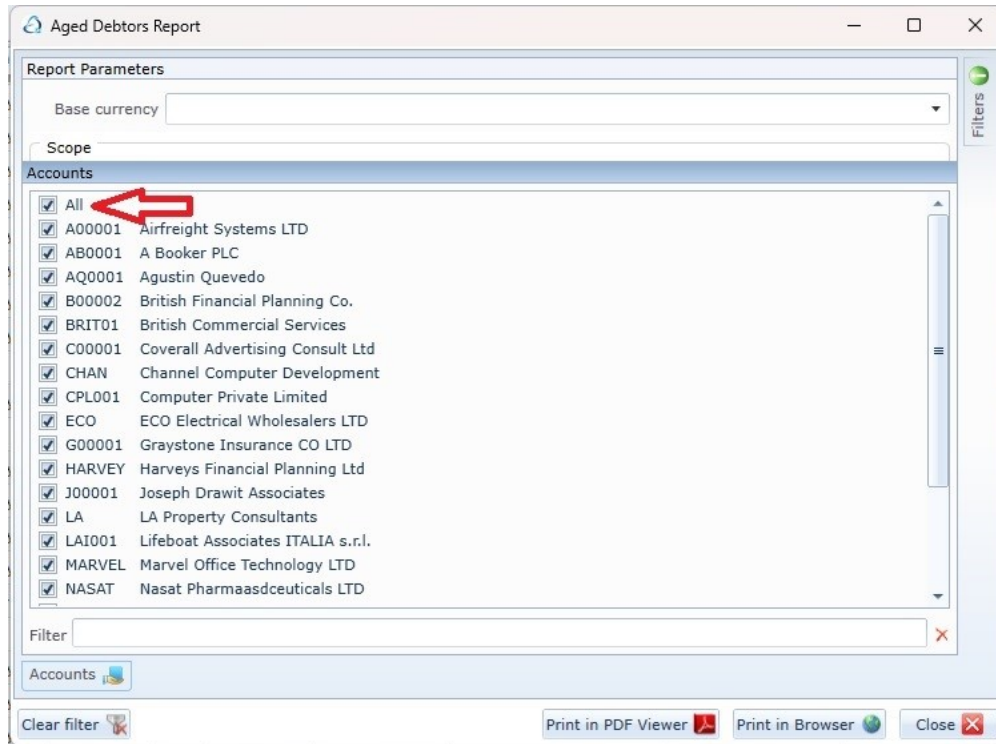 Aged Debtors Report
Report Parameters
Base currency
Filters
Scope
Accounts
All
A00001 Airfreight Systems LTD
AB0001 A Booker PLC
AQ0001 Agustin Quevedo
B00002 British Financial Planning Co.
BRIT01 British Commercial Services
C00001 Coverall Advertising Consult Ltd
CHAN Channel Computer Development
CPL001 Computer Private Limited
ECO ECO Electrical Wholesalers LTD
G00001 Graystone Insurance CO LTD
HARVEY Harveys Financial Planning Ltd
J00001 Joseph Drawit Associates
LA LA Property Consultants
LAI001 Lifeboat Associates ITALIA s.r.l.
MARVEL Marvel Office Technology LTD
NASAT Nasat Pharmaasdceuticals LTD
Filter
Accounts
Clear filter Print in PDF Viewer Print in Browser Close